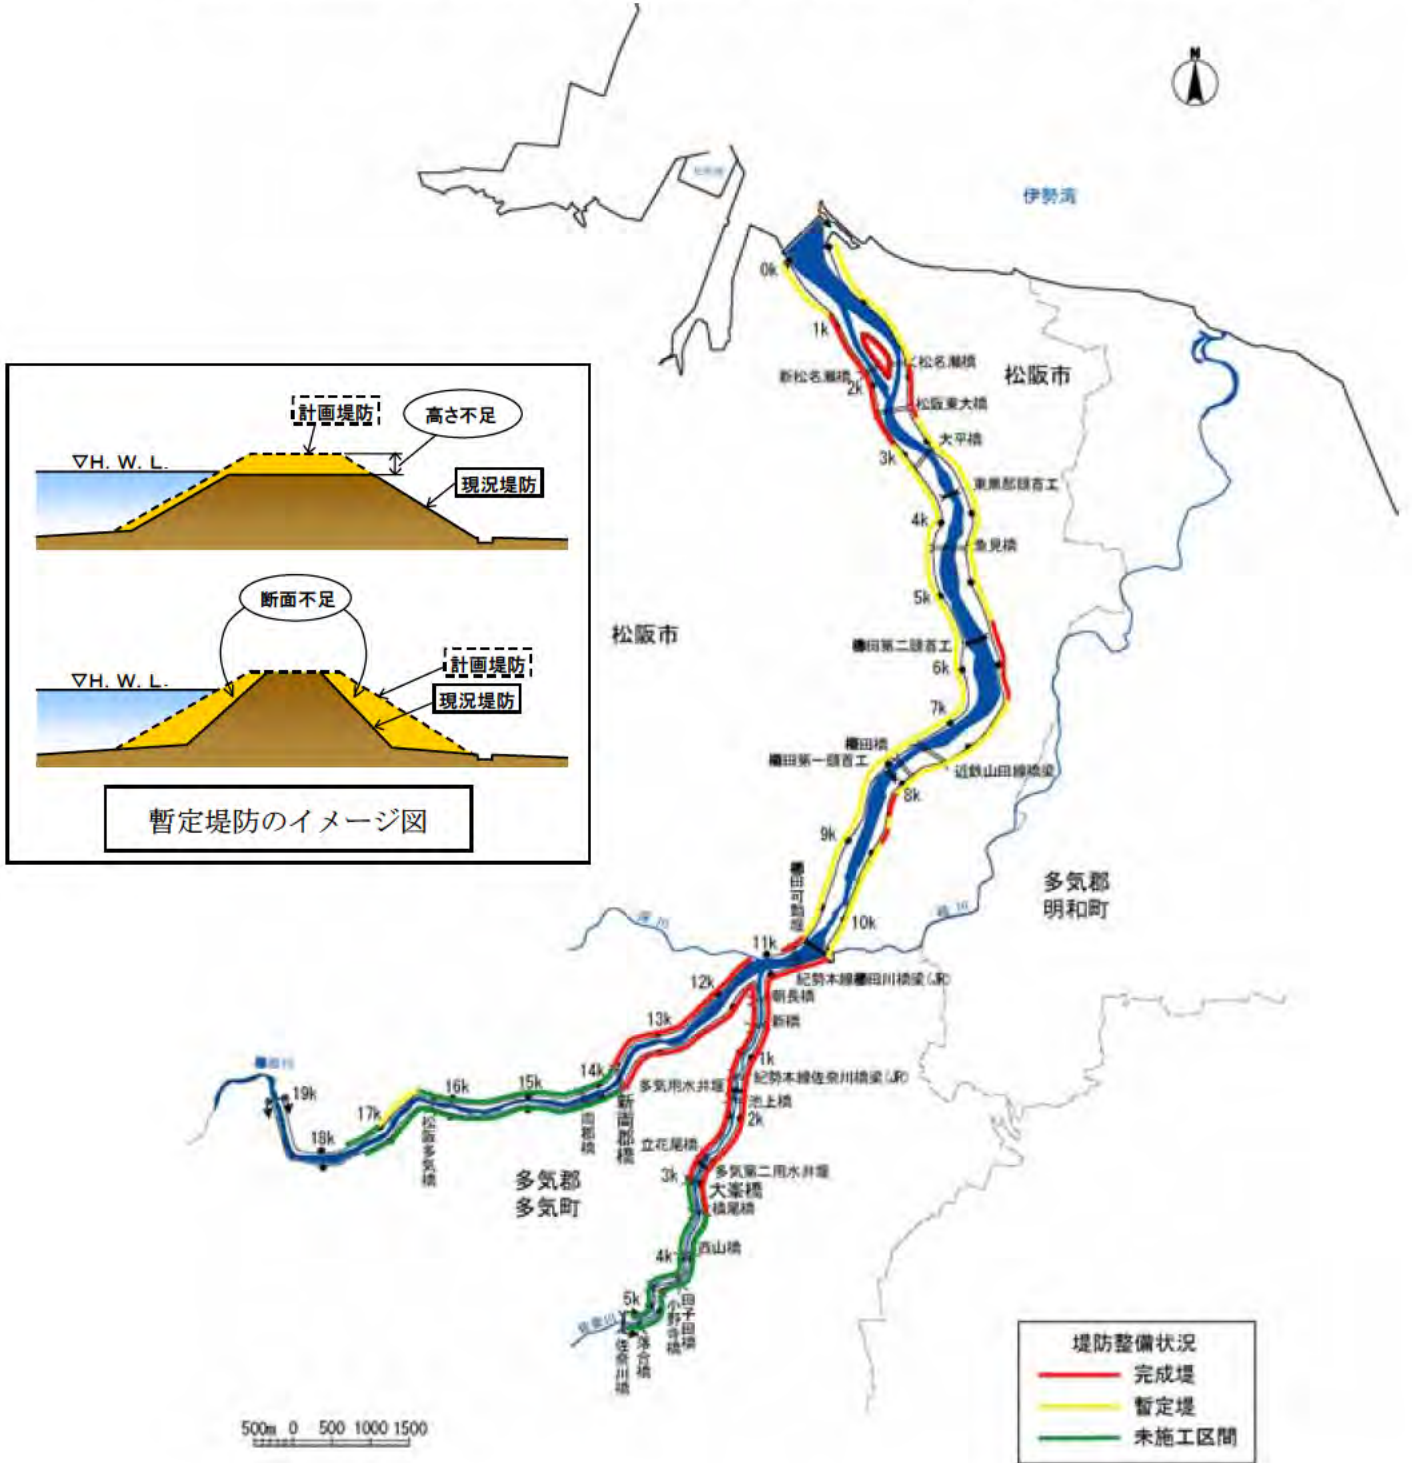 N
伊勢湾
0k
1k
新松名瀬橋
松名瀬橋
2k
松阪市
松阪東大橋
大平橋
3k
東黒部頭首工
4k
魚見橋
5k
松阪市
櫛田第二頭首工
6k
7k
櫛田橋
櫛田第一頭首工
近鉄山田線橋梁
8k
9k
櫛田可動堰
多気郡
明和町
10k
祓川
11k
紀勢本線櫛田川橋梁(JR)
12k
朝長橋
新橋
13k
1k
紀勢本線佐奈川橋梁(JR)
多気用水井堰
池上橋
2k
14k
新両郡橋
両郡橋
15k
16k
松阪多気橋
17k
18k
19k
立花尾橋
多気第二用水井堰
3k
大峯橋
横尾橋
多気郡
多気町
西山橋
4k
田子田橋
小野寺橋
5k
落合橋
佐奈川橋
計画堤防
高さ不足
▽H. W. L.
現況堤防
断面不足
計画堤防
▽H. W. L.
現況堤防
暫定堤防のイメージ図
堤防整備状況
完成堤
暫定堤
未施工区間
500m 0 500 1000 1500